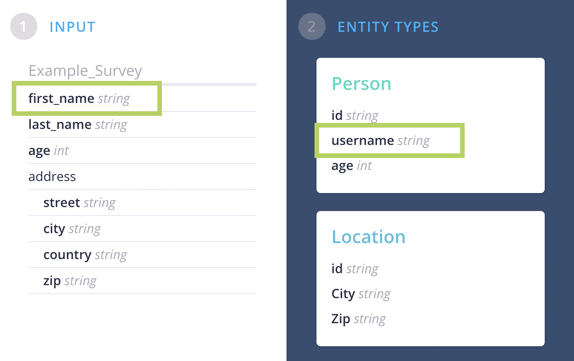 1 INPUT
Example_Survey
first_name string
last_name string
age int
address
street string
city string
country string
zip string
2 ENTITY TYPES
Person
id string
username string
age int
Location
id string
City string
Zip string